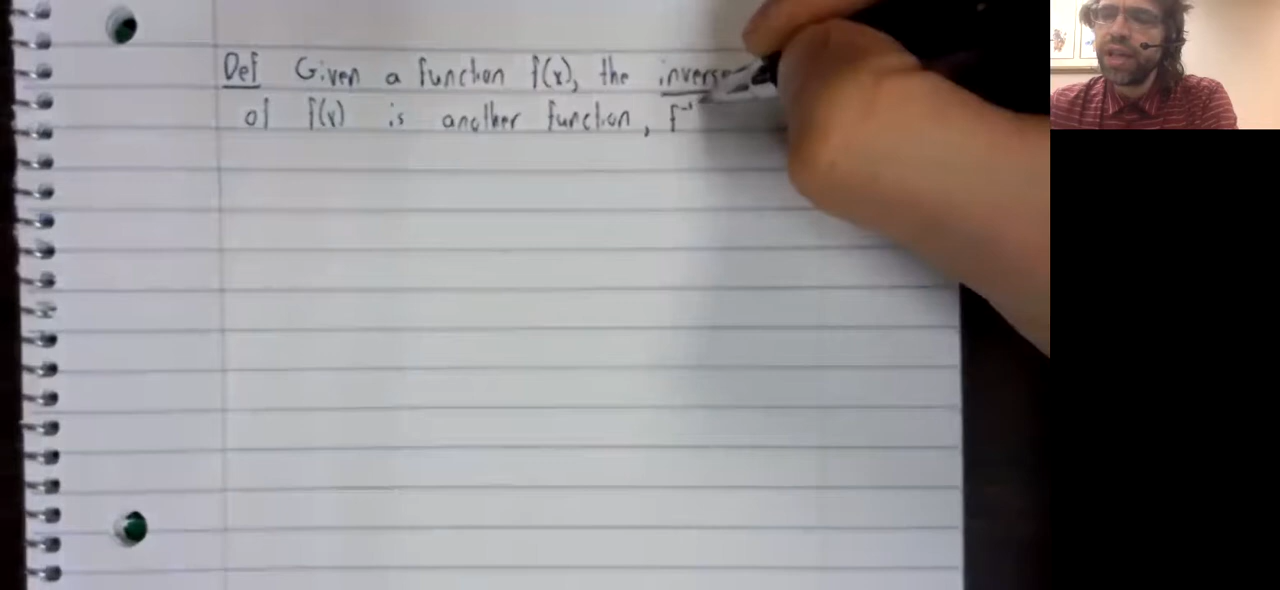 Def Given a function f(x), the inverse
of f(x) is another function, f⁻¹